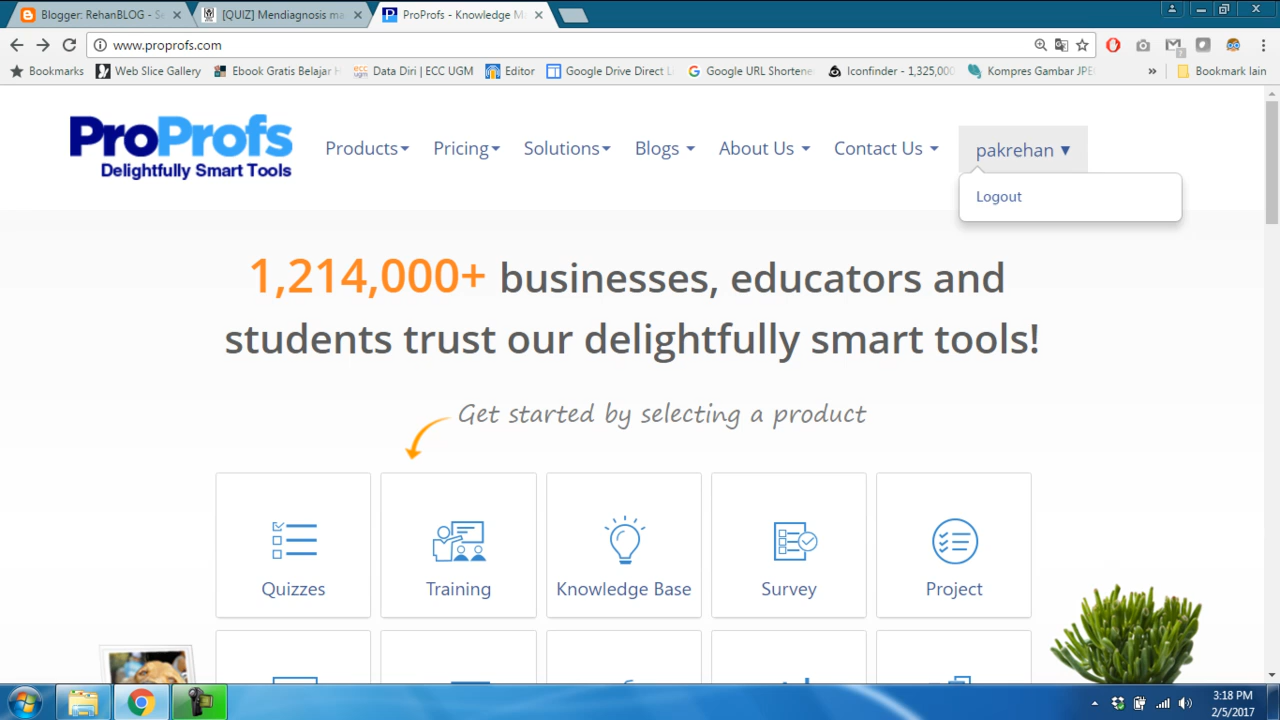 Blogger: RehanBLOG - Se
[QUIZ] Mendiagnosis ma
ProProfs - Knowledge Ma
www.proprofs.com
Bookmarks
Web Slice Gallery
Ebook Gratis Belajar H
Data Diri | ECC UGM
Editor
Google Drive Direct Li
Google URL Shortene
Iconfinder - 1,325,000
Kompres Gambar JPE
»
Bookmark lain
ProProfs
Delightfully Smart Tools
Products
Pricing
Solutions
Blogs
About Us
Contact Us
pakrehan
Logout
1,214,000+ businesses, educators and
students trust our delightfully smart tools!
Get started by selecting a product
Quizzes
Training
Knowledge Base
Survey
Project
3:18 PM
2/5/2017